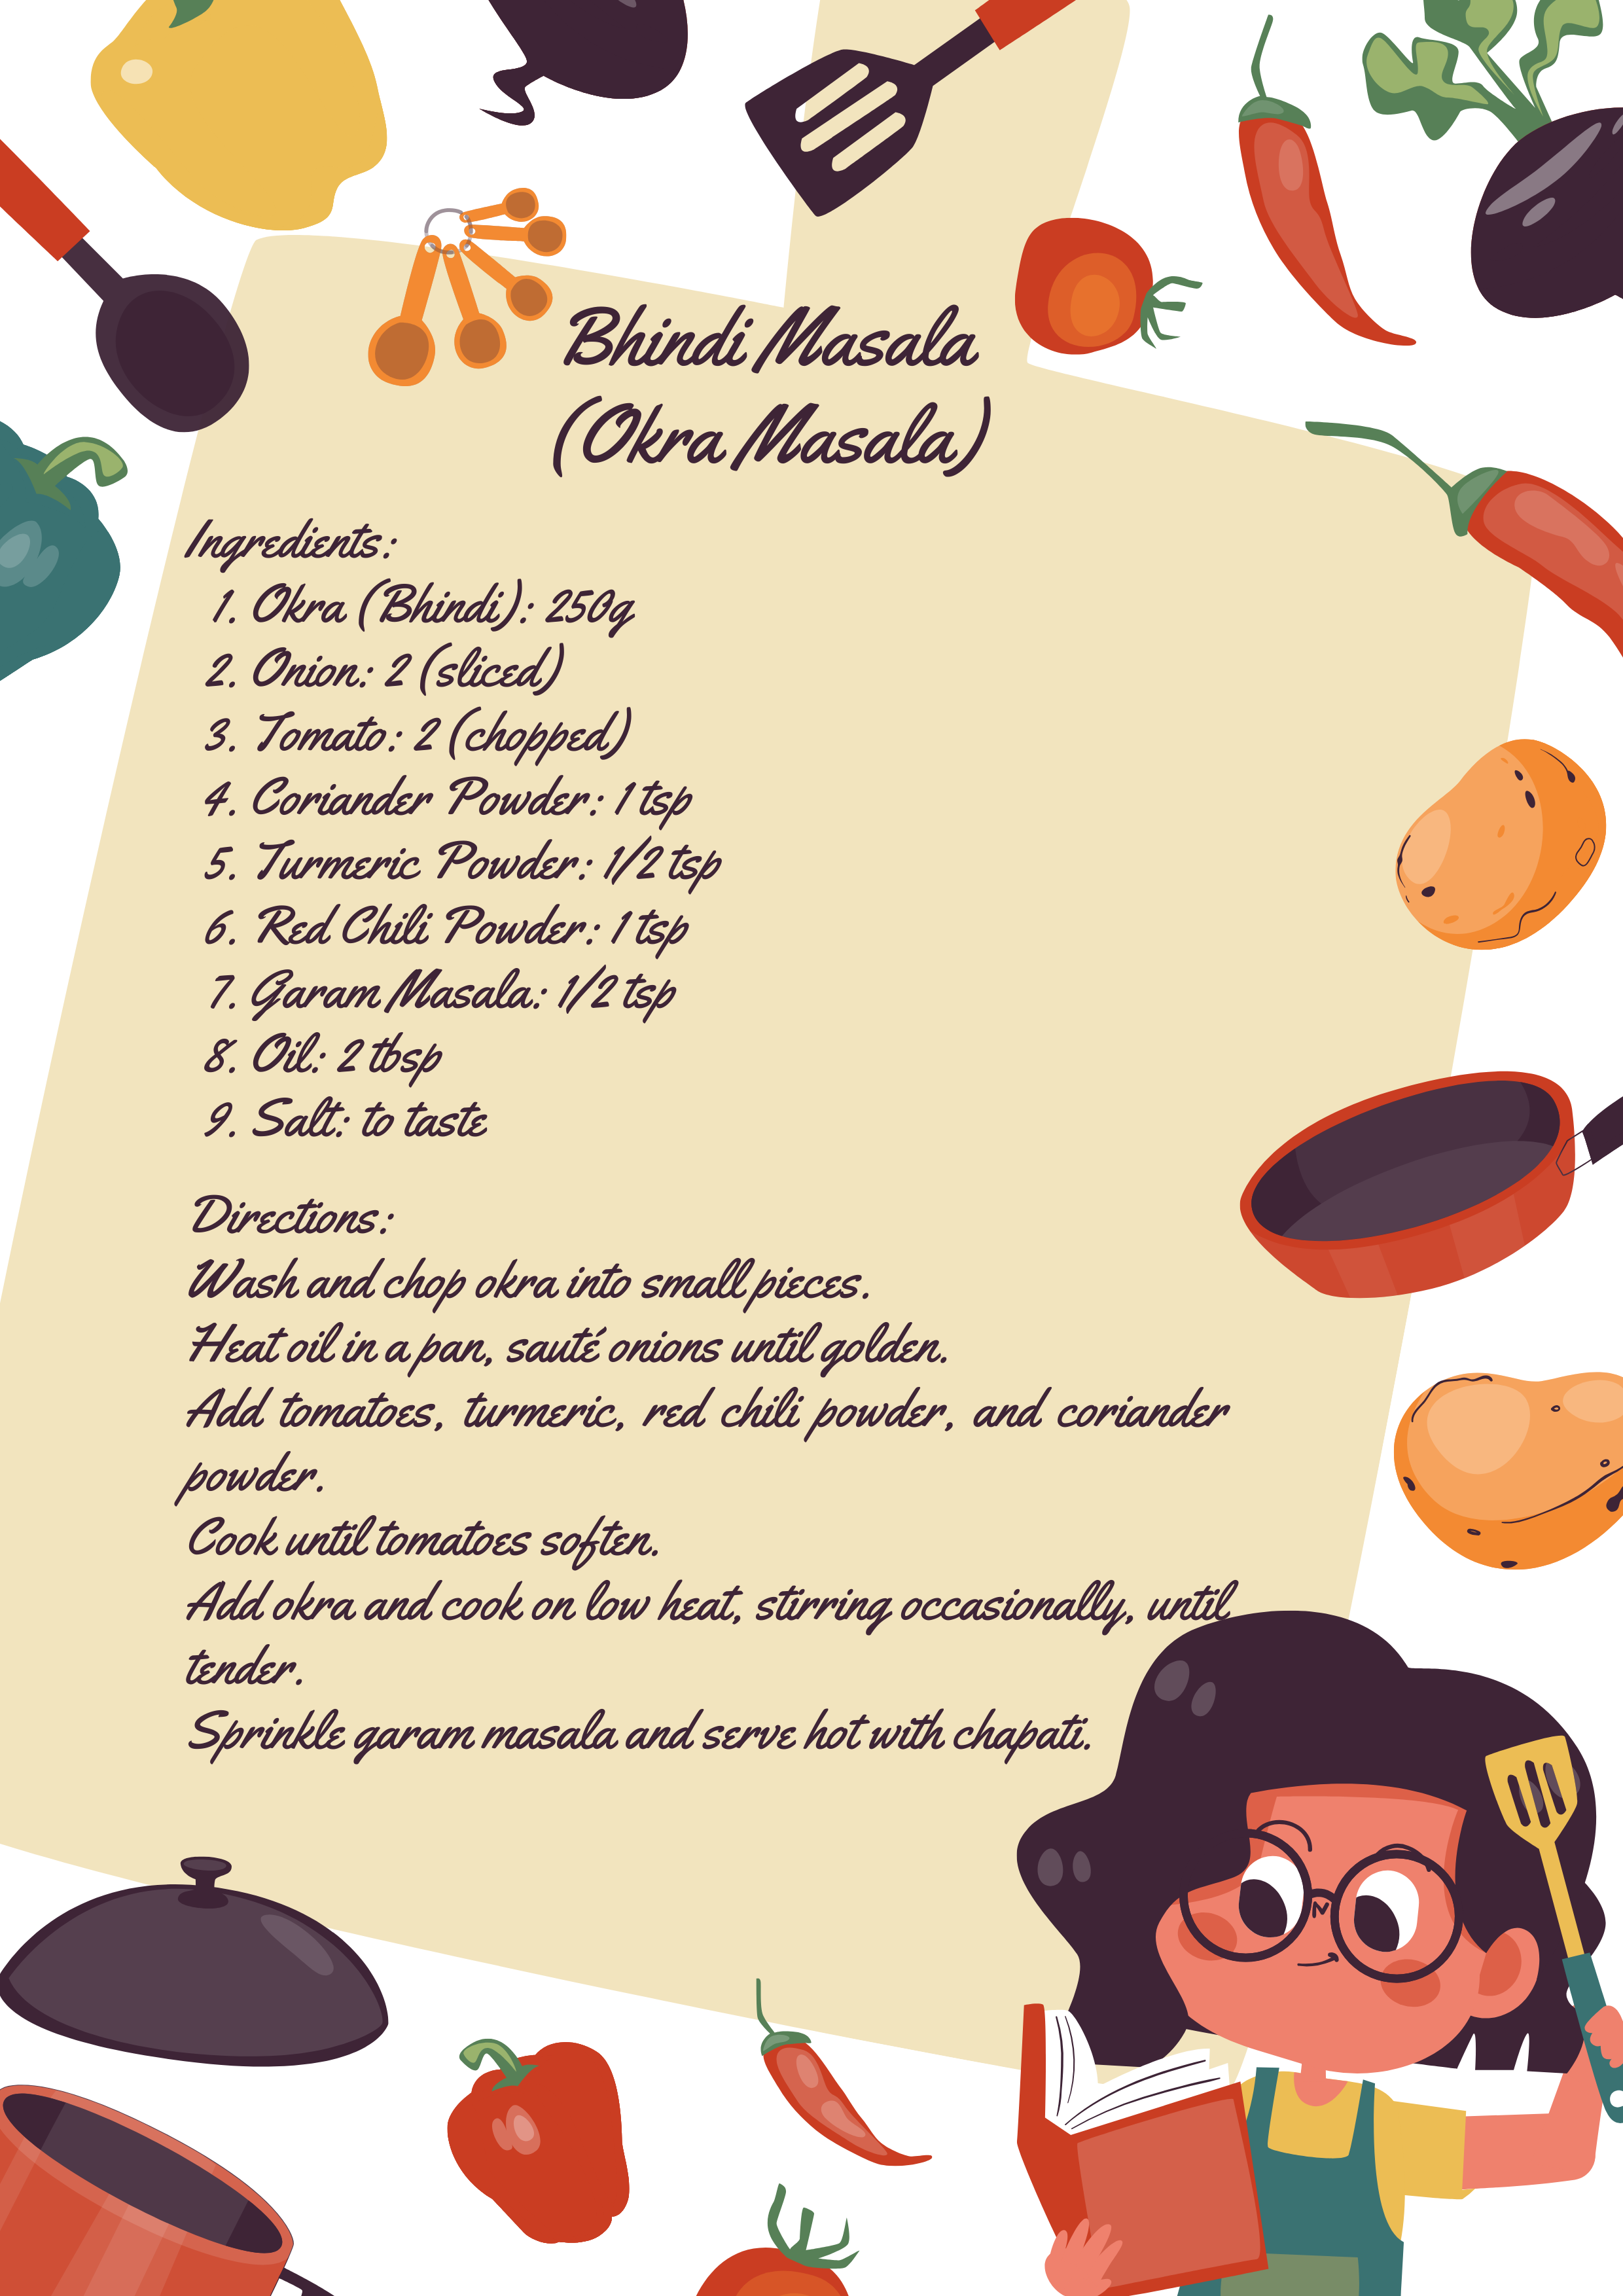 Bhindi Masala
(Okra Masala)
Ingredients:
1. Okra (Bhindi): 250g
2. Onion: 2 (sliced)
3. Tomato: 2 (chopped)
4. Coriander Powder: 1 tsp
5. Turmeric Powder: 1/2 tsp
6. Red Chili Powder: 1 tsp
7. Garam Masala: 1/2 tsp
8. Oil: 2 tbsp
9. Salt: to taste
Directions:
Wash and chop okra into small pieces.
Heat oil in a pan, sauté onions until golden.
Add tomatoes, turmeric, red chili powder, and coriander
powder.
Cook until tomatoes soften.
Add okra and cook on low heat, stirring occasionally, until
tender.
Sprinkle garam masala and serve hot with chapati.